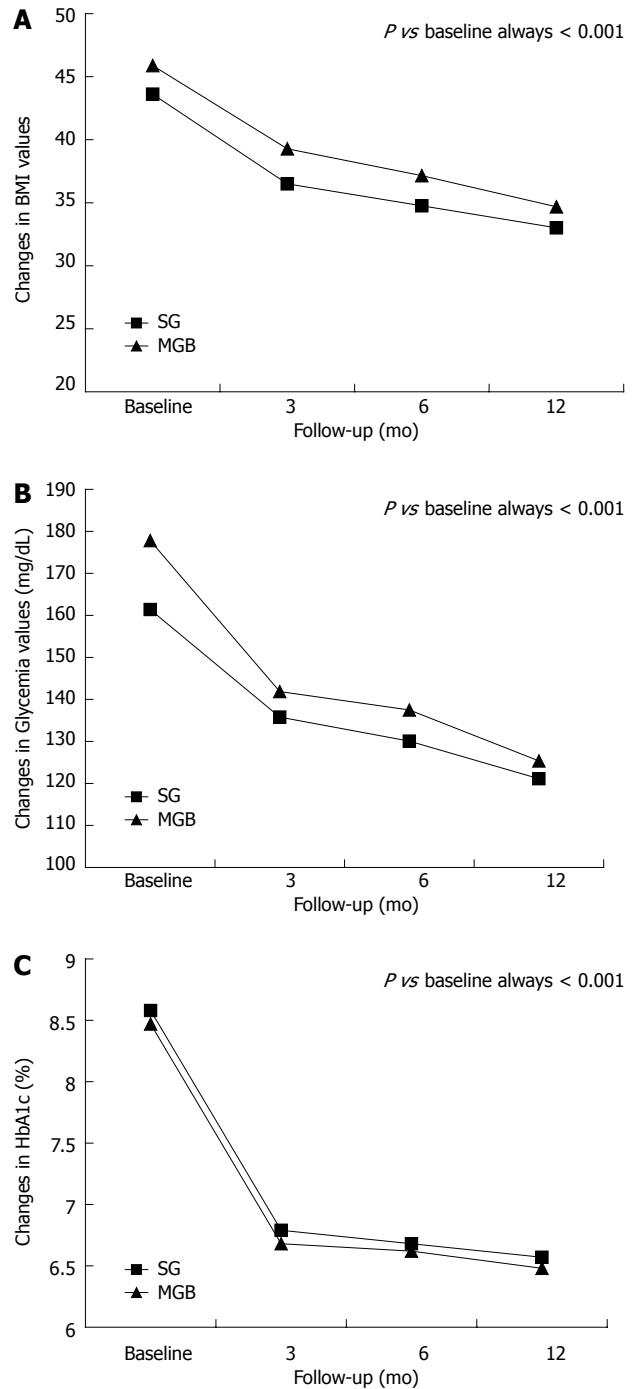 A
P vs baseline always < 0.001
Changes in BMI values
50
45
40
35
30
25
20
SG
MGB
Baseline 3 6 12
Follow-up (mo)
B
P vs baseline always < 0.001
Changes in Glycemia values (mg/dL)
190
180
170
160
150
140
130
120
110
100
SG
MGB
Baseline 3 6 12
Follow-up (mo)
C
P vs baseline always < 0.001
Changes in HbA1c (%)
9
8.5
8
7.5
7
6.5
6
SG
MGB
Baseline 3 6 12
Follow-up (mo)